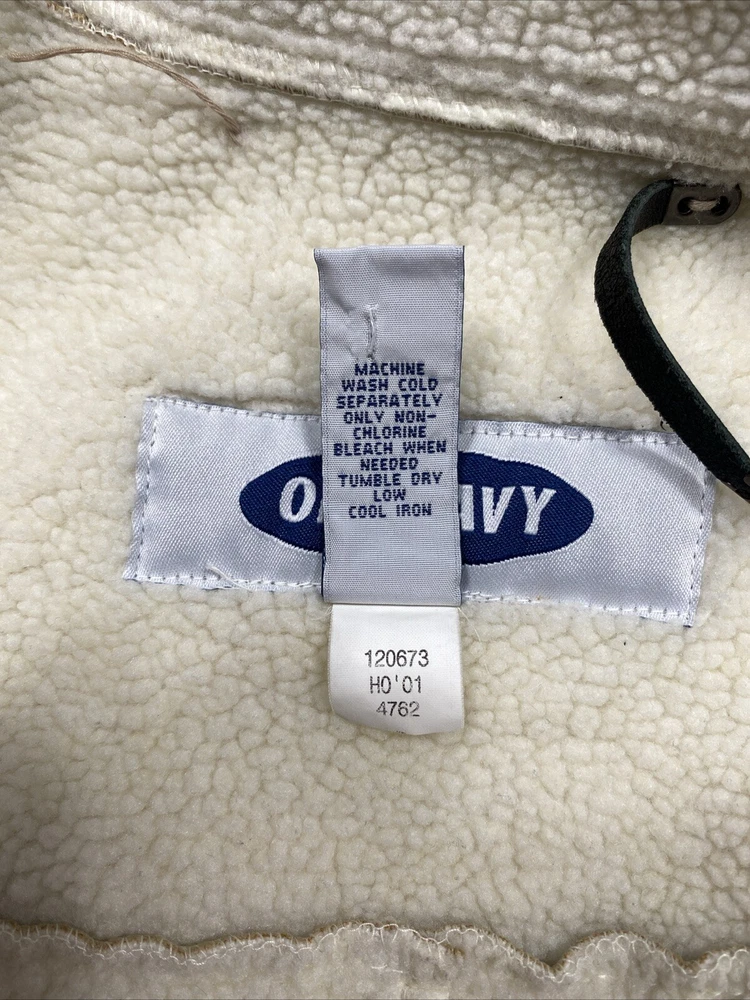 MACHINE
WASH COLD
SEPARATELY
ONLY NON-
CHLORINE
BLEACH WHEN
NEEDED
TUMBLE DRY
LOW
COOL IRON
O AVY
120673
HO'01
4762